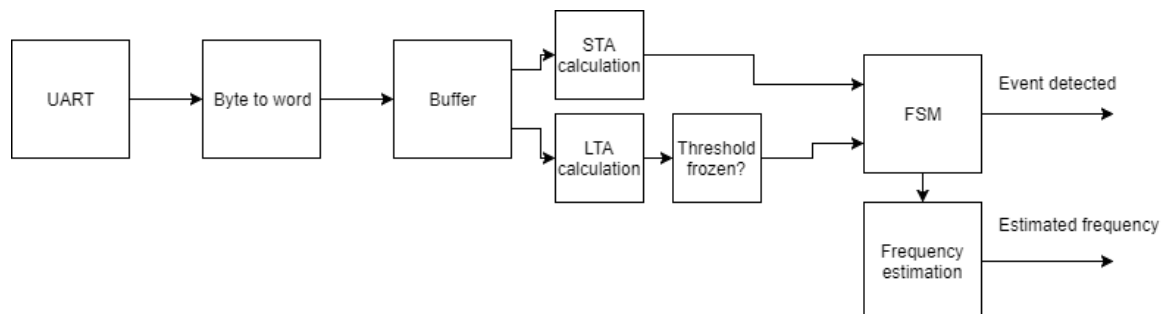 UART
Byte to word
Buffer
STA
calculation
LTA
calculation
Threshold
frozen?
FSM
Event detected
Frequency
estimation
Estimated frequency